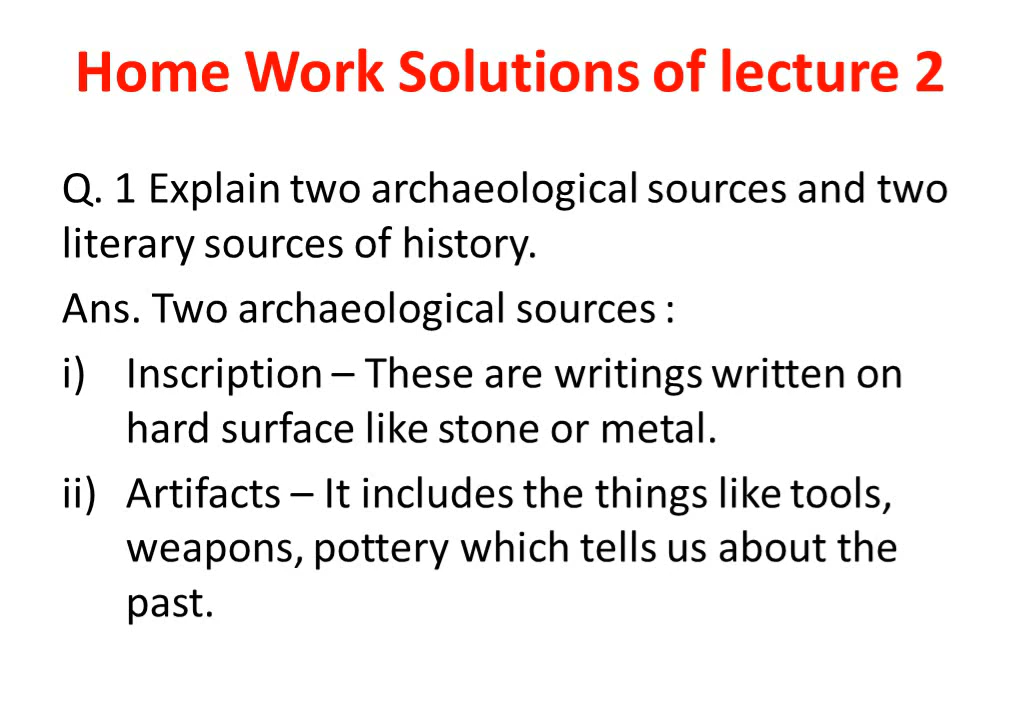 Home Work Solutions of lecture 2
Q. 1 Explain two archaeological sources and two
literary sources of history.
Ans. Two archaeological sources :
i) Inscription – These are writings written on
hard surface like stone or metal.
ii) Artifacts – It includes the things like tools,
weapons, pottery which tells us about the
past.